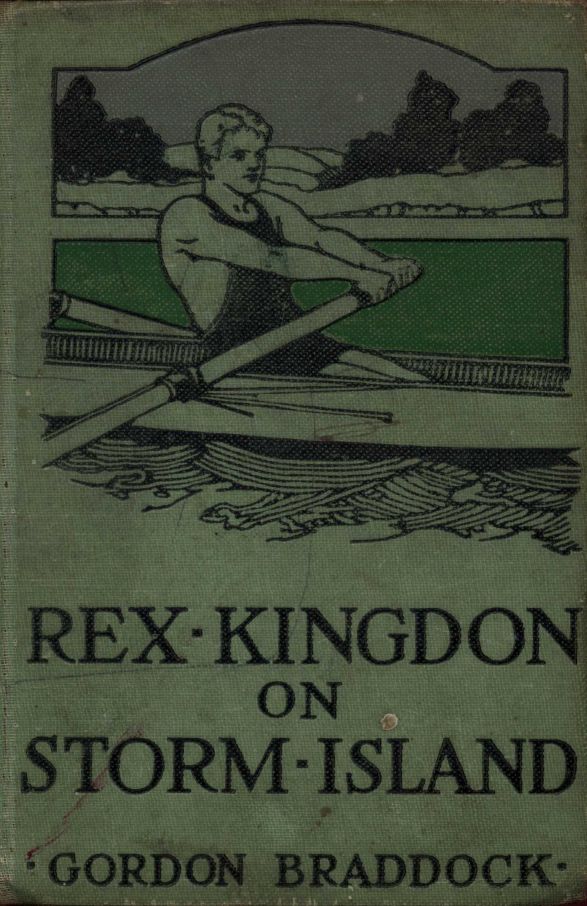 REX·KINGDON
ON
STORM·ISLAND
·GORDON BRADDOCK·